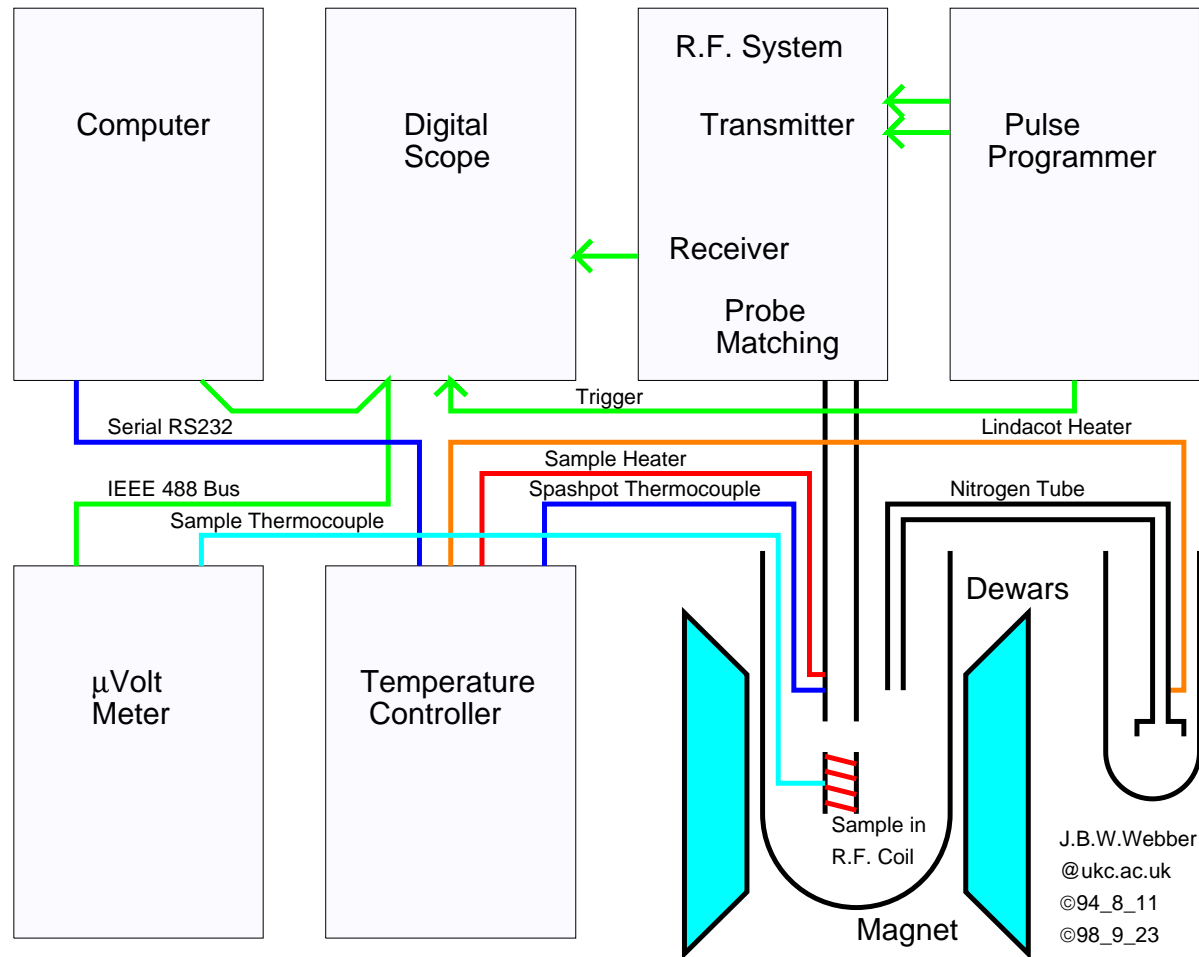 R.F. System
Computer
Digital
Scope
Transmitter
Pulse
Programmer
Receiver
Probe
Matching
Trigger
Serial RS232
Lindacot Heater
Sample Heater
IEEE 488 Bus
Spashpot Thermocouple
Nitrogen Tube
Sample Thermocouple
Dewars
µVolt
Meter
Temperature
Controller
Sample in
R.F. Coil
Magnet
J.B.W.Webber
@ukc.ac.uk
©94_8_11
©98_9_23